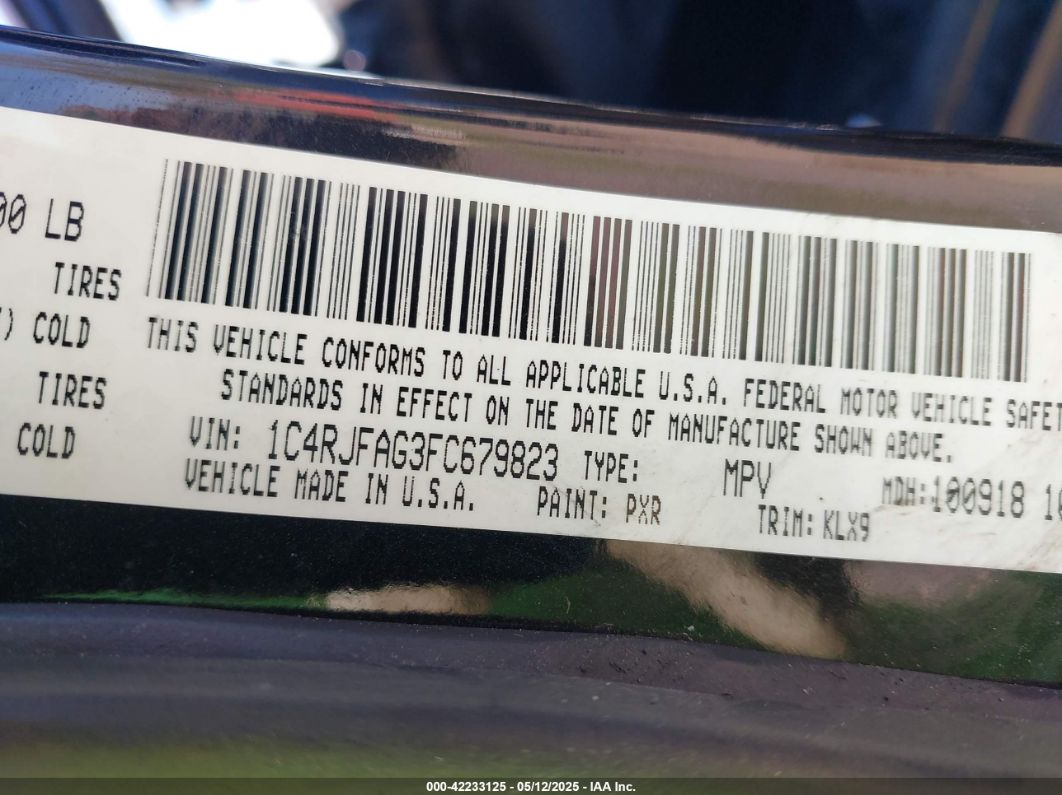 00 LB
TIRES
) COLD
TIRES
COLD
THIS VEHICLE CONFORMS TO ALL APPLICABLE U.S.A. FEDERAL MOTOR VEHICLE SAFET
STANDARDS IN EFFECT ON THE DATE OF MANUFACTURE SHOWN ABOVE.
VIN: 1C4RJFAG3FC679823 TYPE: MPV MDH:100918 10
VEHICLE MADE IN U.S.A. PAINT: PXR TRIM: KLX9
000-42233125 - 05/12/2025 - IAA Inc.